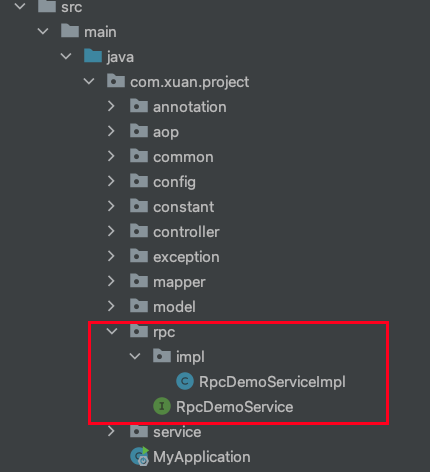 src
main
java
com.xuan.project
annotation
aop
common
config
constant
controller
exception
mapper
model
rpc
impl
C RpcDemoServiceImpl
I RpcDemoService
service
MyApplication